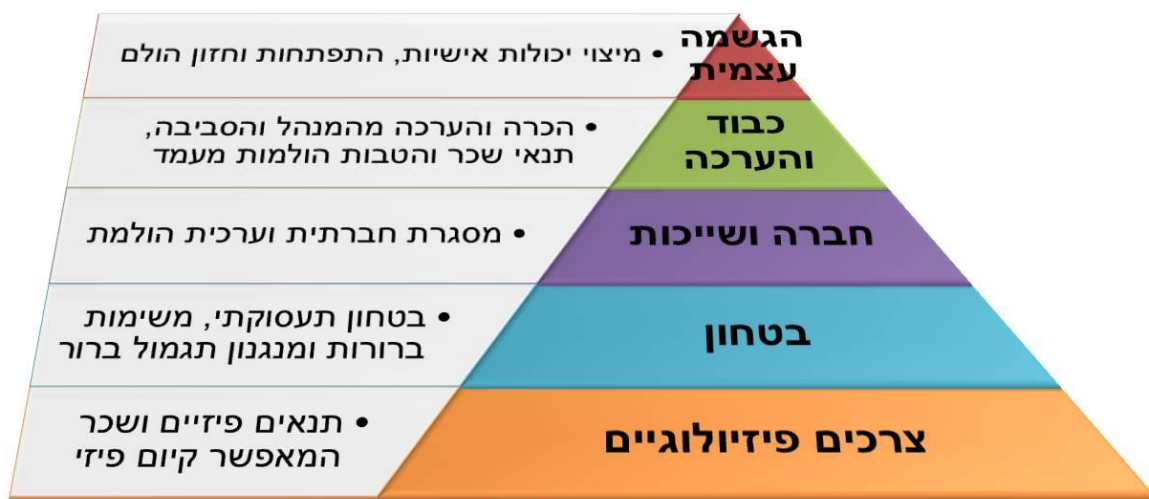 הגשמה
עצמית
• מיצוי יכולות אישיות, התפתחות וחזון הולם
כבוד
והערכה
• הכרה והערכה מהמנהל והסביבה,
תנאי שכר והטבות הולמות מעמד
חברה ושייכות
• מסגרת חברתית וערכית הולמת
בטחון
• בטחון תעסוקתי, משימות
ברורות ומנגנון תגמול ברור
צרכים פיזיולוגיים
• תנאים פיזיים ושכר
המאפשר קיום פיזי